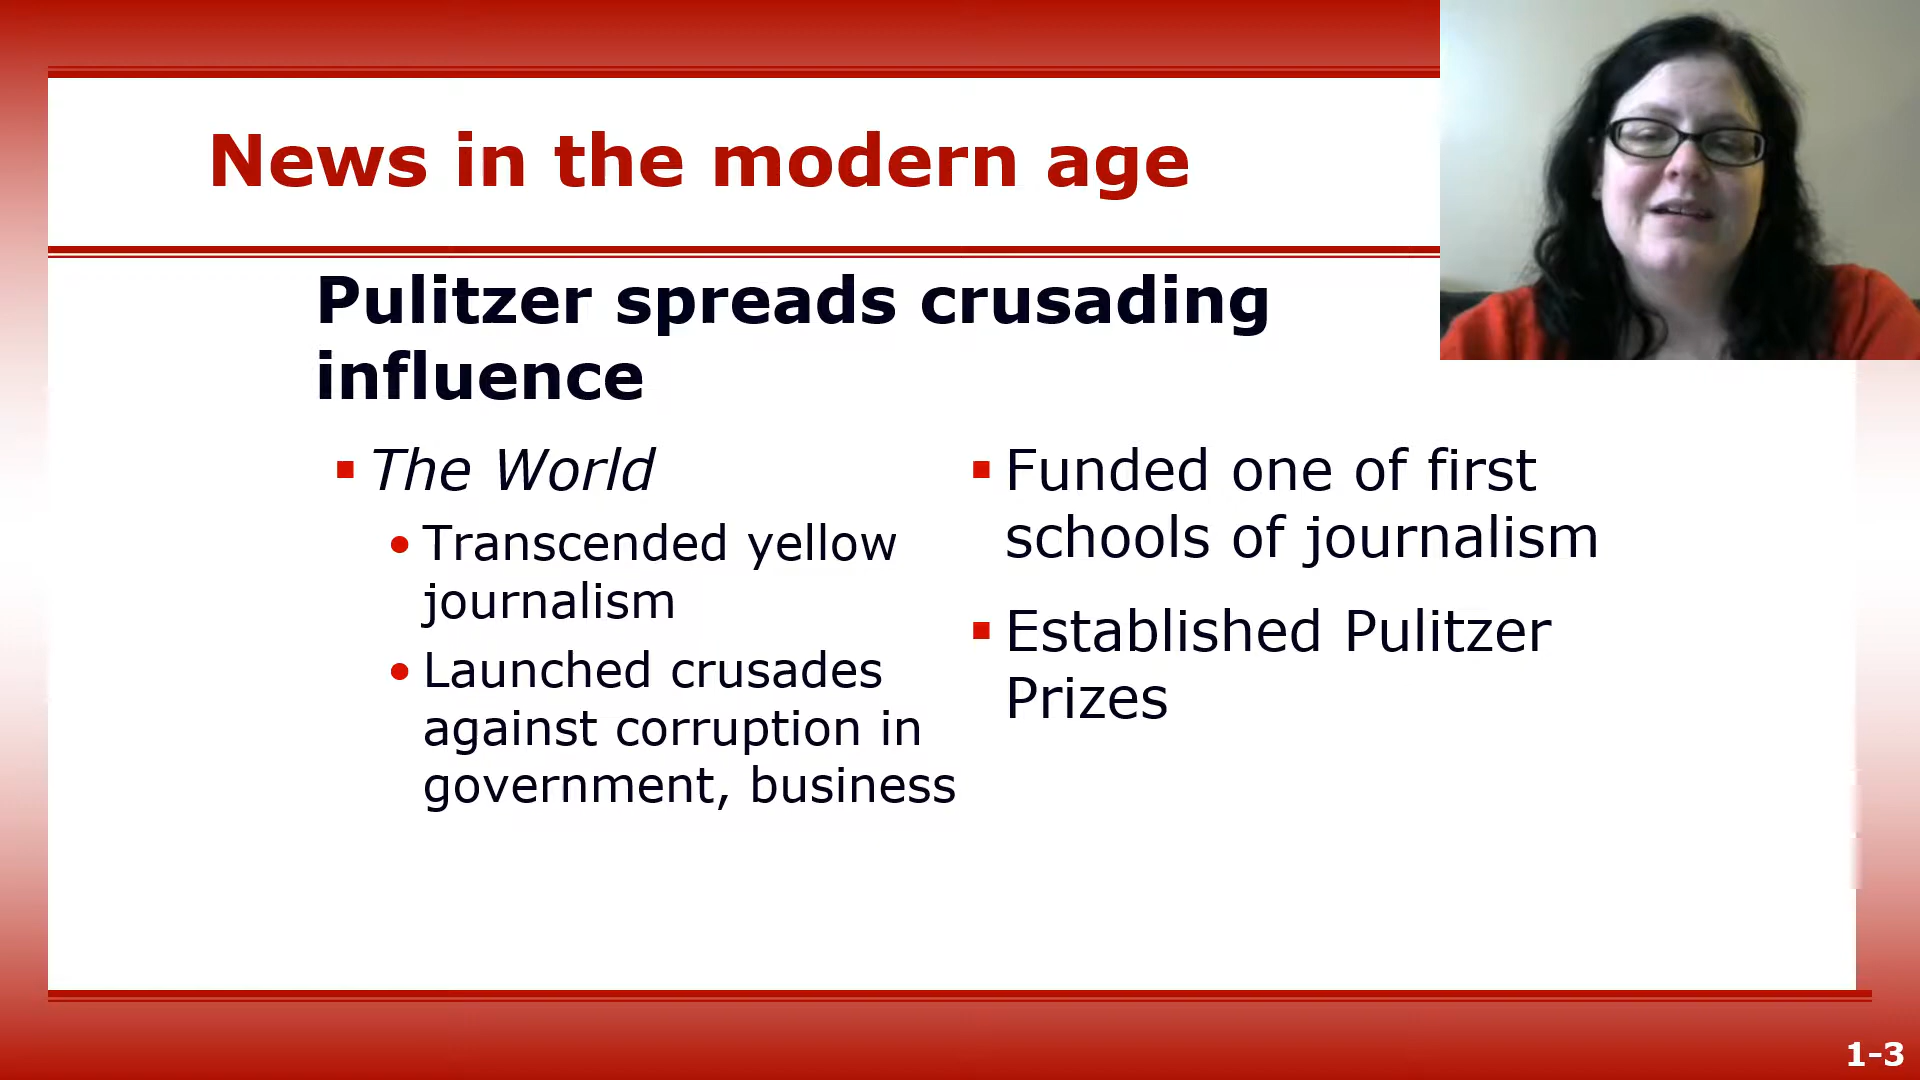 News in the modern age
Pulitzer spreads crusading
influence
The World
Transcended yellow
journalism
Launched crusades
against corruption in
government, business
Funded one of first
schools of journalism
Established Pulitzer
Prizes
1-3